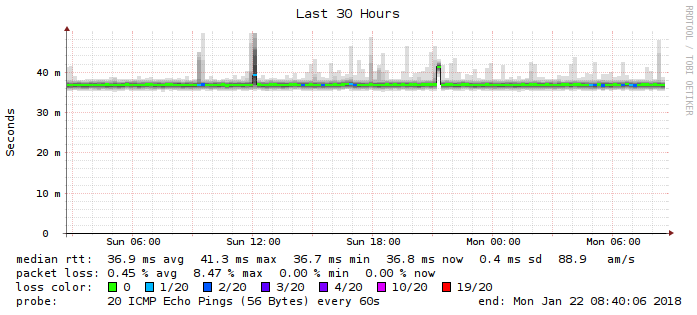 Last 30 Hours
RRDTOOL / TOBI OETIKER
Seconds
40 m
30 m
20 m
10 m
0
Sun 06:00 Sun 12:00 Sun 18:00 Mon 00:00 Mon 06:00
median rtt: 36.9 ms avg 41.3 ms max 36.7 ms min 36.8 ms now 0.4 ms sd 88.9 am/s
packet loss: 0.45 % avg 8.47 % max 0.00 % min 0.00 % now
loss color: 0 1/20 2/20 3/20 4/20 10/20 19/20
probe: 20 ICMP Echo Pings (56 Bytes) every 60s end: Mon Jan 22 08:40:06 2018